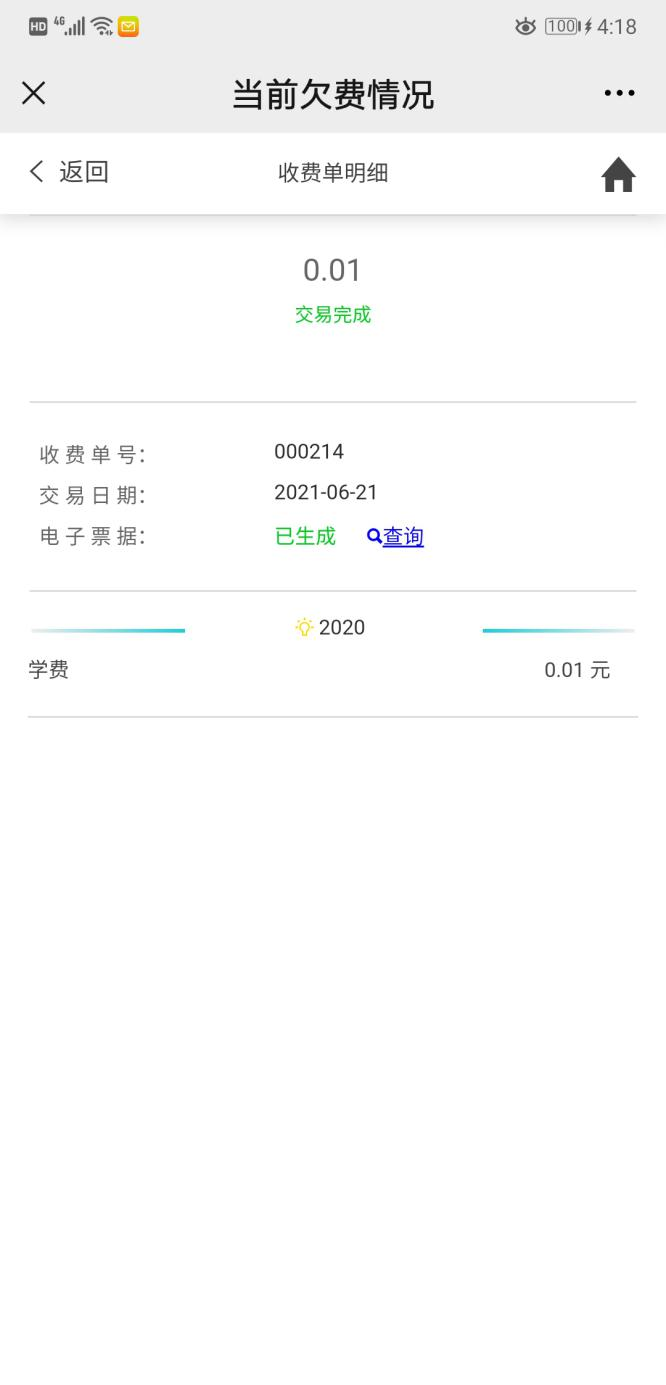 HD 4G 100 4:18
当前欠费情况
返回 收费单明细
0.01
交易完成
收费单号： 000214
交易日期： 2021-06-21
电子票据： 已生成 查询
2020
学费 0.01 元